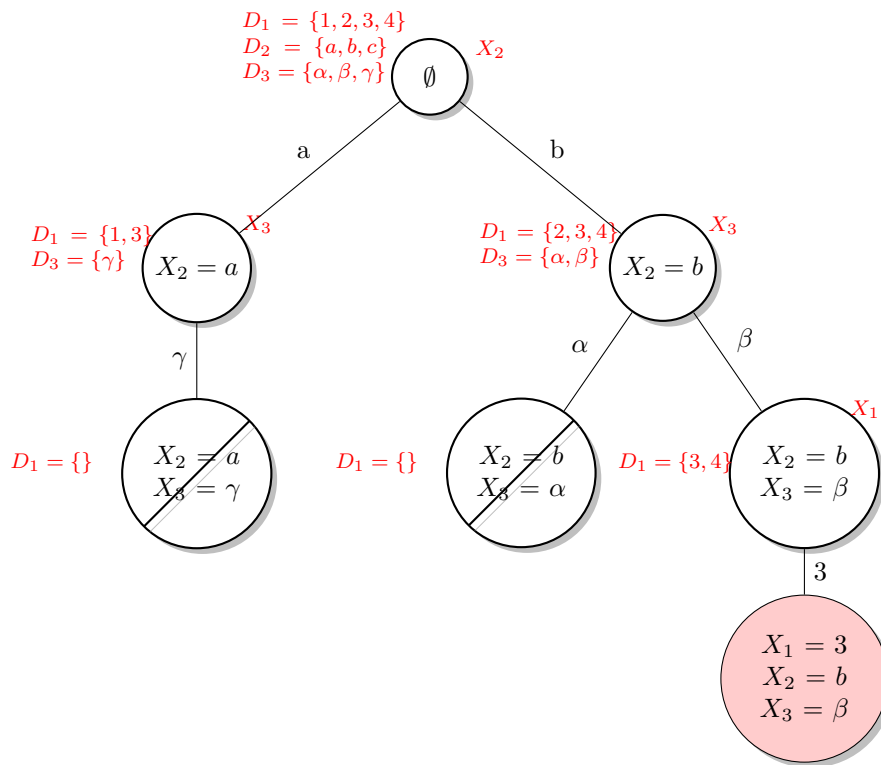 D₁ = {1, 2, 3, 4}
D₂ = {a, b, c}
D₃ = {α, β, γ}
X₂
∅
a
b
D₁ = {1, 3}
D₃ = {γ}
X₃
X₂ = a
D₁ = {2, 3, 4}
D₃ = {α, β}
X₃
X₂ = b
γ
α
β
D₁ = {}
X₂ = a
X₃ = γ
D₁ = {}
X₂ = b
X₃ = α
D₁ = {3, 4}
X₁
X₂ = b
X₃ = β
3
X₁ = 3
X₂ = b
X₃ = β